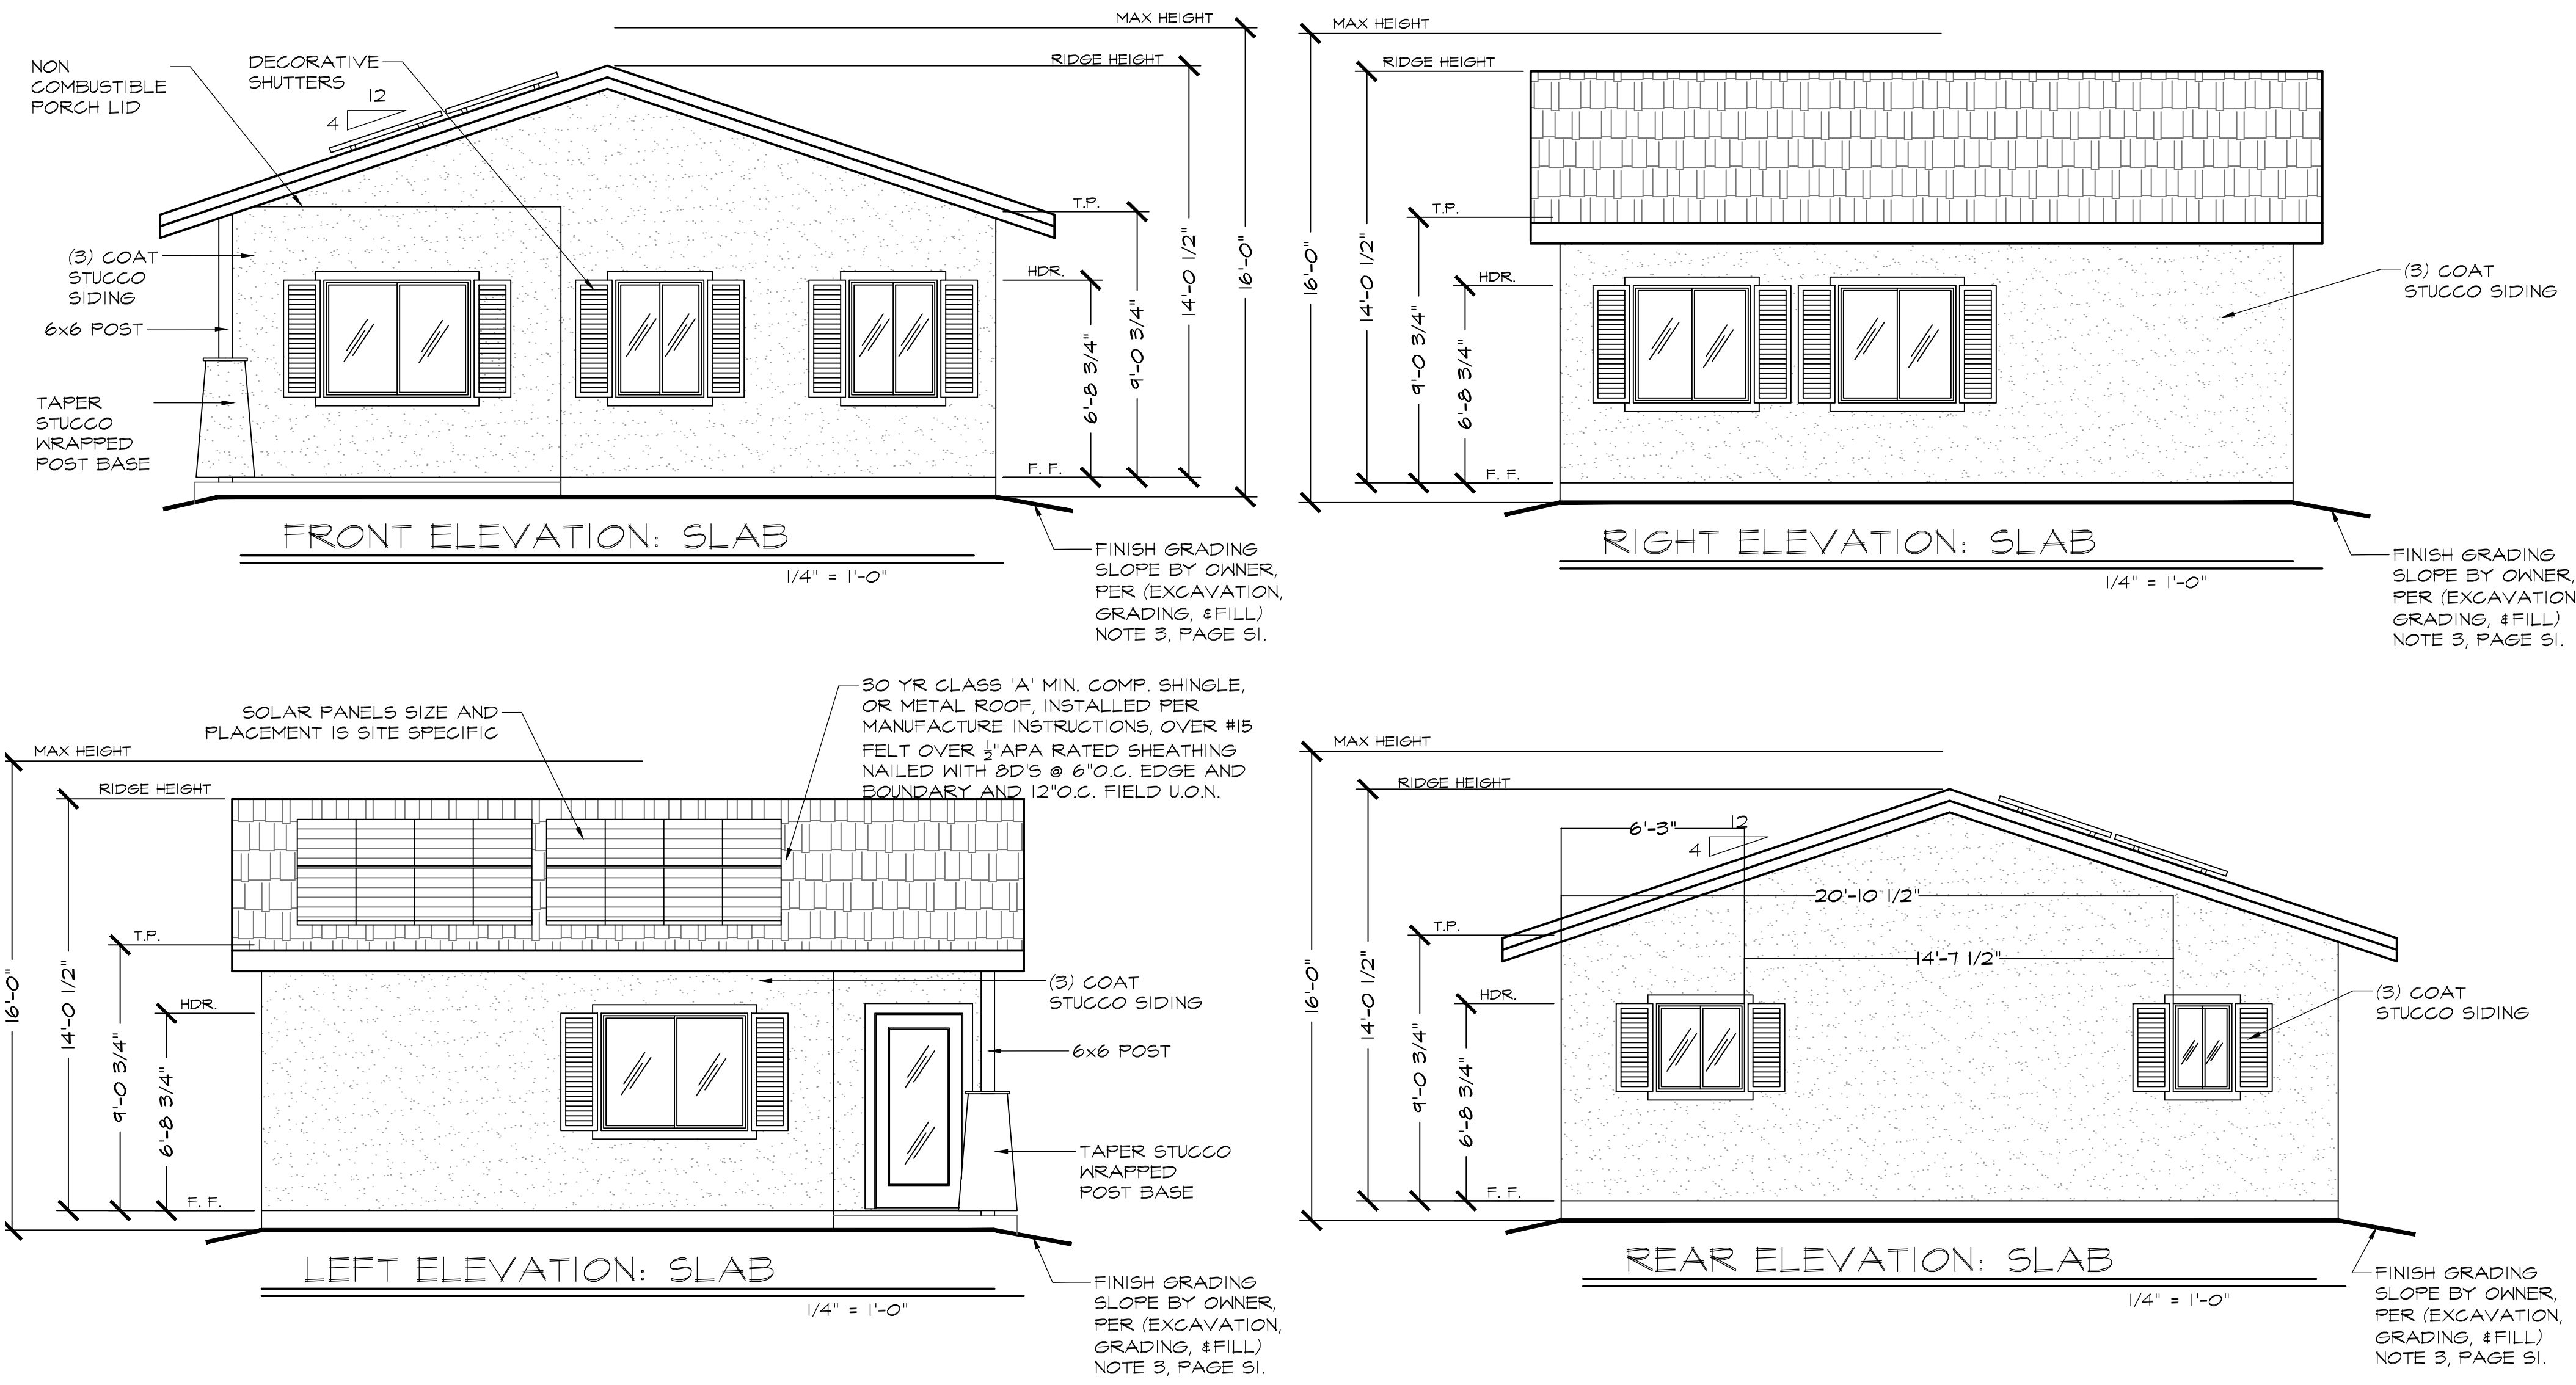 MAX HEIGHT
RIDGE HEIGHT
NON
COMBUSTIBLE
PORCH LID
DECORATIVE
SHUTTERS
12
4
T.P.
HDR.
F. F.
(3) COAT
STUCCO
SIDING
6x6 POST
TAPER
STUCCO
WRAPPED
POST BASE
6'-8 3/4"
9'-0 3/4"
14'-0 1/2"
16'-0"
FRONT ELEVATION: SLAB
1/4" = 1'-0"
FINISH GRADING
SLOPE BY OWNER,
PER (EXCAVATION,
GRADING, &FILL)
NOTE 3, PAGE S1.
MAX HEIGHT
RIDGE HEIGHT
T.P.
HDR.
F. F.
16'-0"
14'-0 1/2"
9'-0 3/4"
6'-8 3/4"
(3) COAT
STUCCO SIDING
RIGHT ELEVATION: SLAB
1/4" = 1'-0"
FINISH GRADING
SLOPE BY OWNER,
PER (EXCAVATION
GRADING, &FILL)
NOTE 3, PAGE S1.
SOLAR PANELS SIZE AND
PLACEMENT IS SITE SPECIFIC
30 YR CLASS 'A' MIN. COMP. SHINGLE,
OR METAL ROOF, INSTALLED PER
MANUFACTURE INSTRUCTIONS, OVER #15
FELT OVER 1/2"APA RATED SHEATHING
NAILED WITH 8D'S @ 6"O.C. EDGE AND
BOUNDARY AND 12"O.C. FIELD U.O.N.
MAX HEIGHT
RIDGE HEIGHT
T.P.
HDR.
F. F.
16'-0"
14'-0 1/2"
9'-0 3/4"
6'-8 3/4"
(3) COAT
STUCCO SIDING
6x6 POST
TAPER STUCCO
WRAPPED
POST BASE
LEFT ELEVATION: SLAB
1/4" = 1'-0"
FINISH GRADING
SLOPE BY OWNER,
PER (EXCAVATION,
GRADING, &FILL)
NOTE 3, PAGE S1.
MAX HEIGHT
RIDGE HEIGHT
6'-3"
12
4
20'-10 1/2"
14'-7 1/2"
T.P.
HDR.
F. F.
16'-0"
14'-0 1/2"
9'-0 3/4"
6'-8 3/4"
(3) COAT
STUCCO SIDING
REAR ELEVATION: SLAB
1/4" = 1'-0"
FINISH GRADING
SLOPE BY OWNER,
PER (EXCAVATION,
GRADING, &FILL)
NOTE 3, PAGE S1.